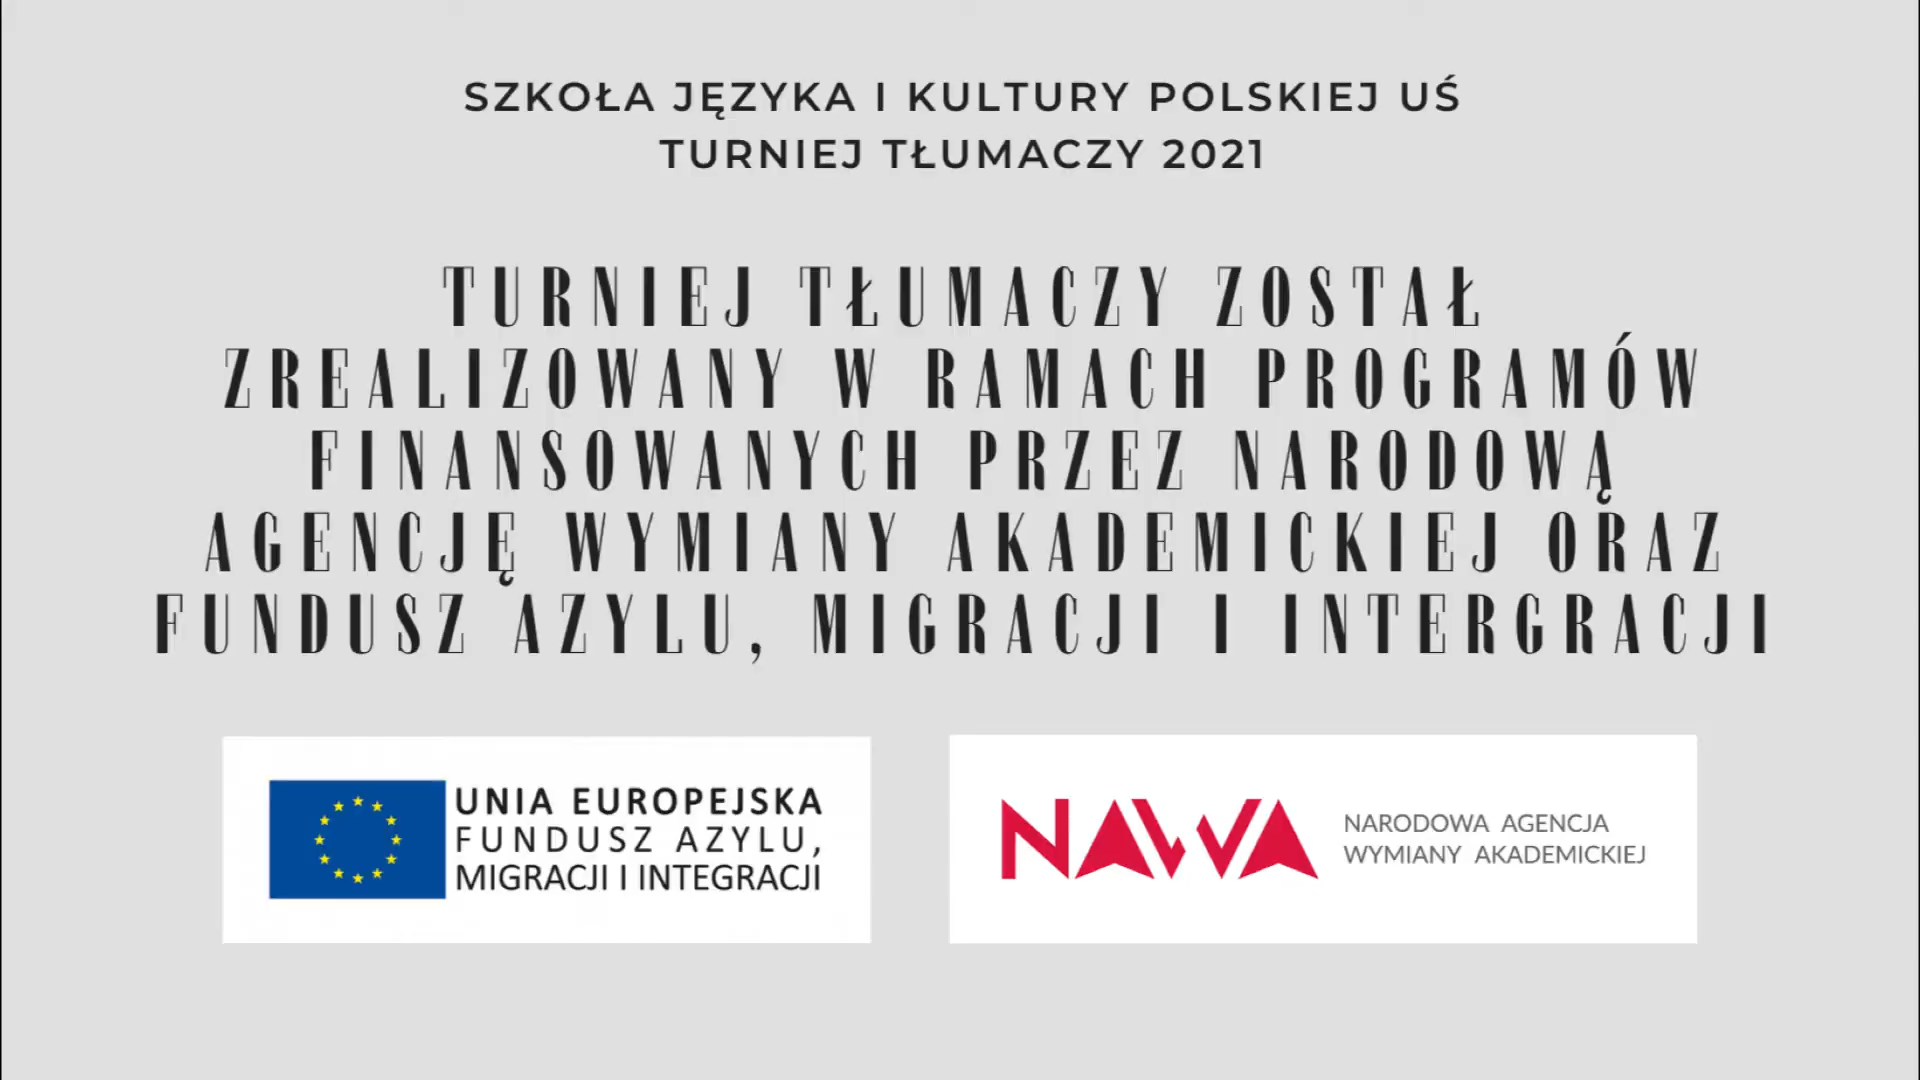 SZKOŁA JĘZYKA I KULTURY POLSKIEJ UŚ
TURNIEJ TŁUMACZY 2021
TURNIEJ TŁUMACZY ZOSTAŁ
ZREALIZOWANY W RAMACH PROGRAMÓW
FINANSOWANYCH PRZEZ NARODOWĄ
AGENCJĘ WYMIANY AKADEMICKIEJ ORAZ
FUNDUSZ AZYLU, MIGRACJI I INTERGRACJI
UNIA EUROPEJSKA
FUNDUSZ AZYLU,
MIGRACJI I INTEGRACJI
NAWA
NARODOWA AGENCJA
WYMIANY AKADEMICKIEJ